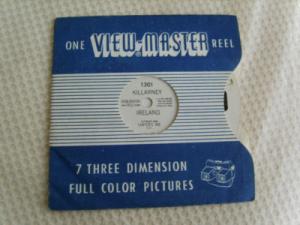 ONE VIEW-MASTER REEL
1301
KILLARNEY
IRELAND
7 THREE DIMENSION
FULL COLOR PICTURES